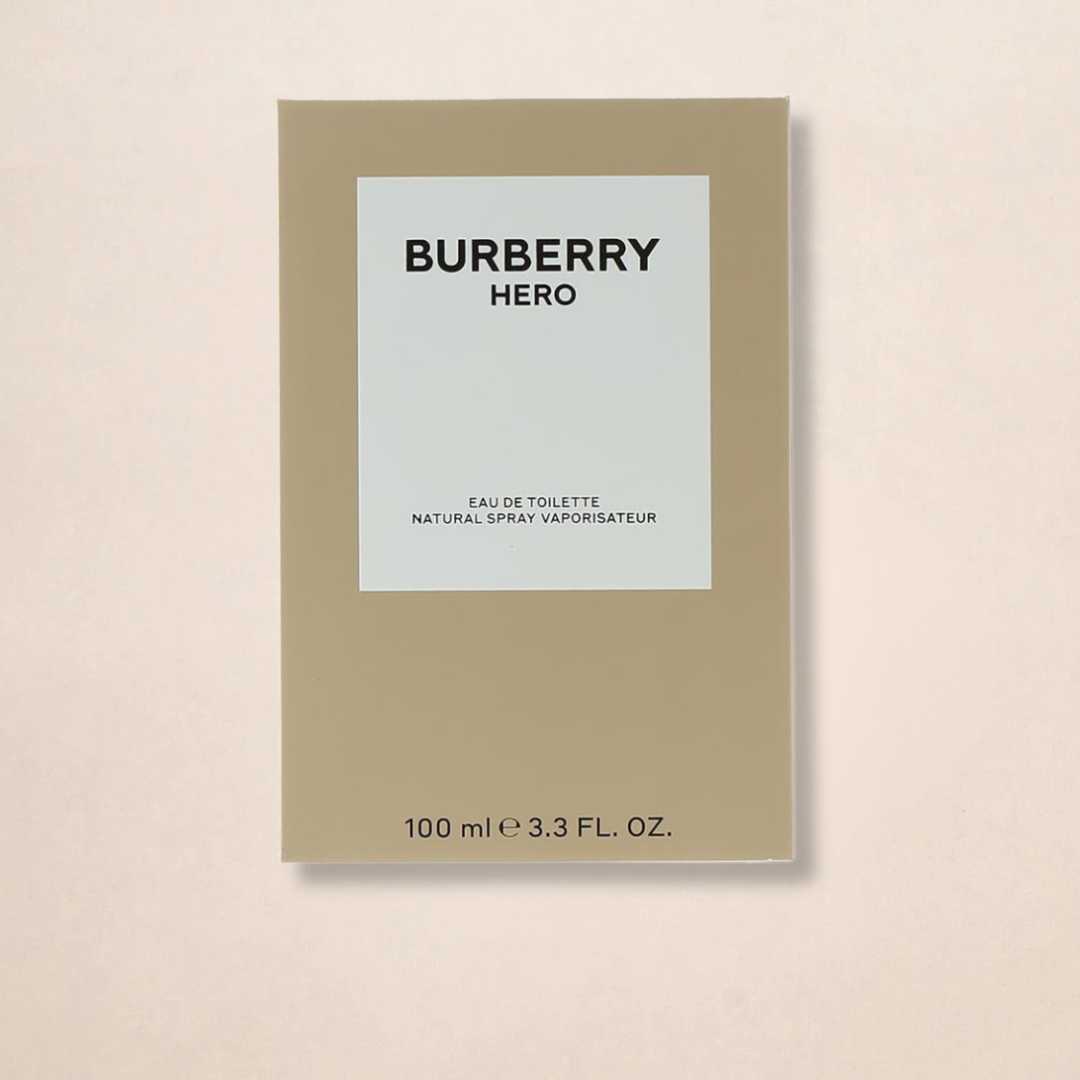 BURBERRY
HERO
EAU DE TOILETTE
NATURAL SPRAY VAPORISATEUR
100 ml ℮ 3.3 FL. OZ.